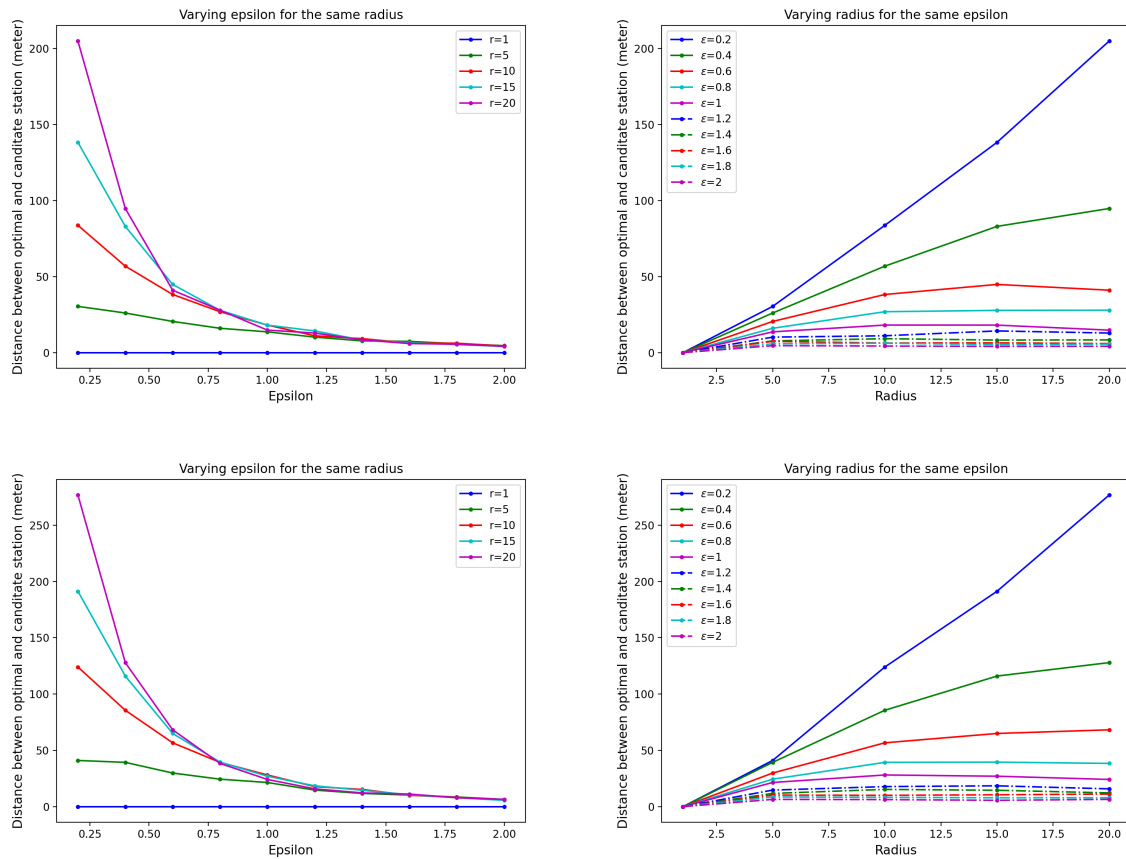 Varying epsilon for the same radius
Distance between optimal and canditate station (meter)
200
150
100
50
0
r=1
r=5
r=10
r=15
r=20
0.25 0.50 0.75 1.00 1.25 1.50 1.75 2.00
Epsilon
Varying radius for the same epsilon
Distance between optimal and canditate station (meter)
200
150
100
50
0
ε=0.2
ε=0.4
ε=0.6
ε=0.8
ε=1
ε=1.2
ε=1.4
ε=1.6
ε=1.8
ε=2
2.5 5.0 7.5 10.0 12.5 15.0 17.5 20.0
Radius
Varying epsilon for the same radius
Distance between optimal and canditate station (meter)
250
200
150
100
50
0
r=1
r=5
r=10
r=15
r=20
0.25 0.50 0.75 1.00 1.25 1.50 1.75 2.00
Epsilon
Varying radius for the same epsilon
Distance between optimal and canditate station (meter)
250
200
150
100
50
0
ε=0.2
ε=0.4
ε=0.6
ε=0.8
ε=1
ε=1.2
ε=1.4
ε=1.6
ε=1.8
ε=2
2.5 5.0 7.5 10.0 12.5 15.0 17.5 20.0
Radius